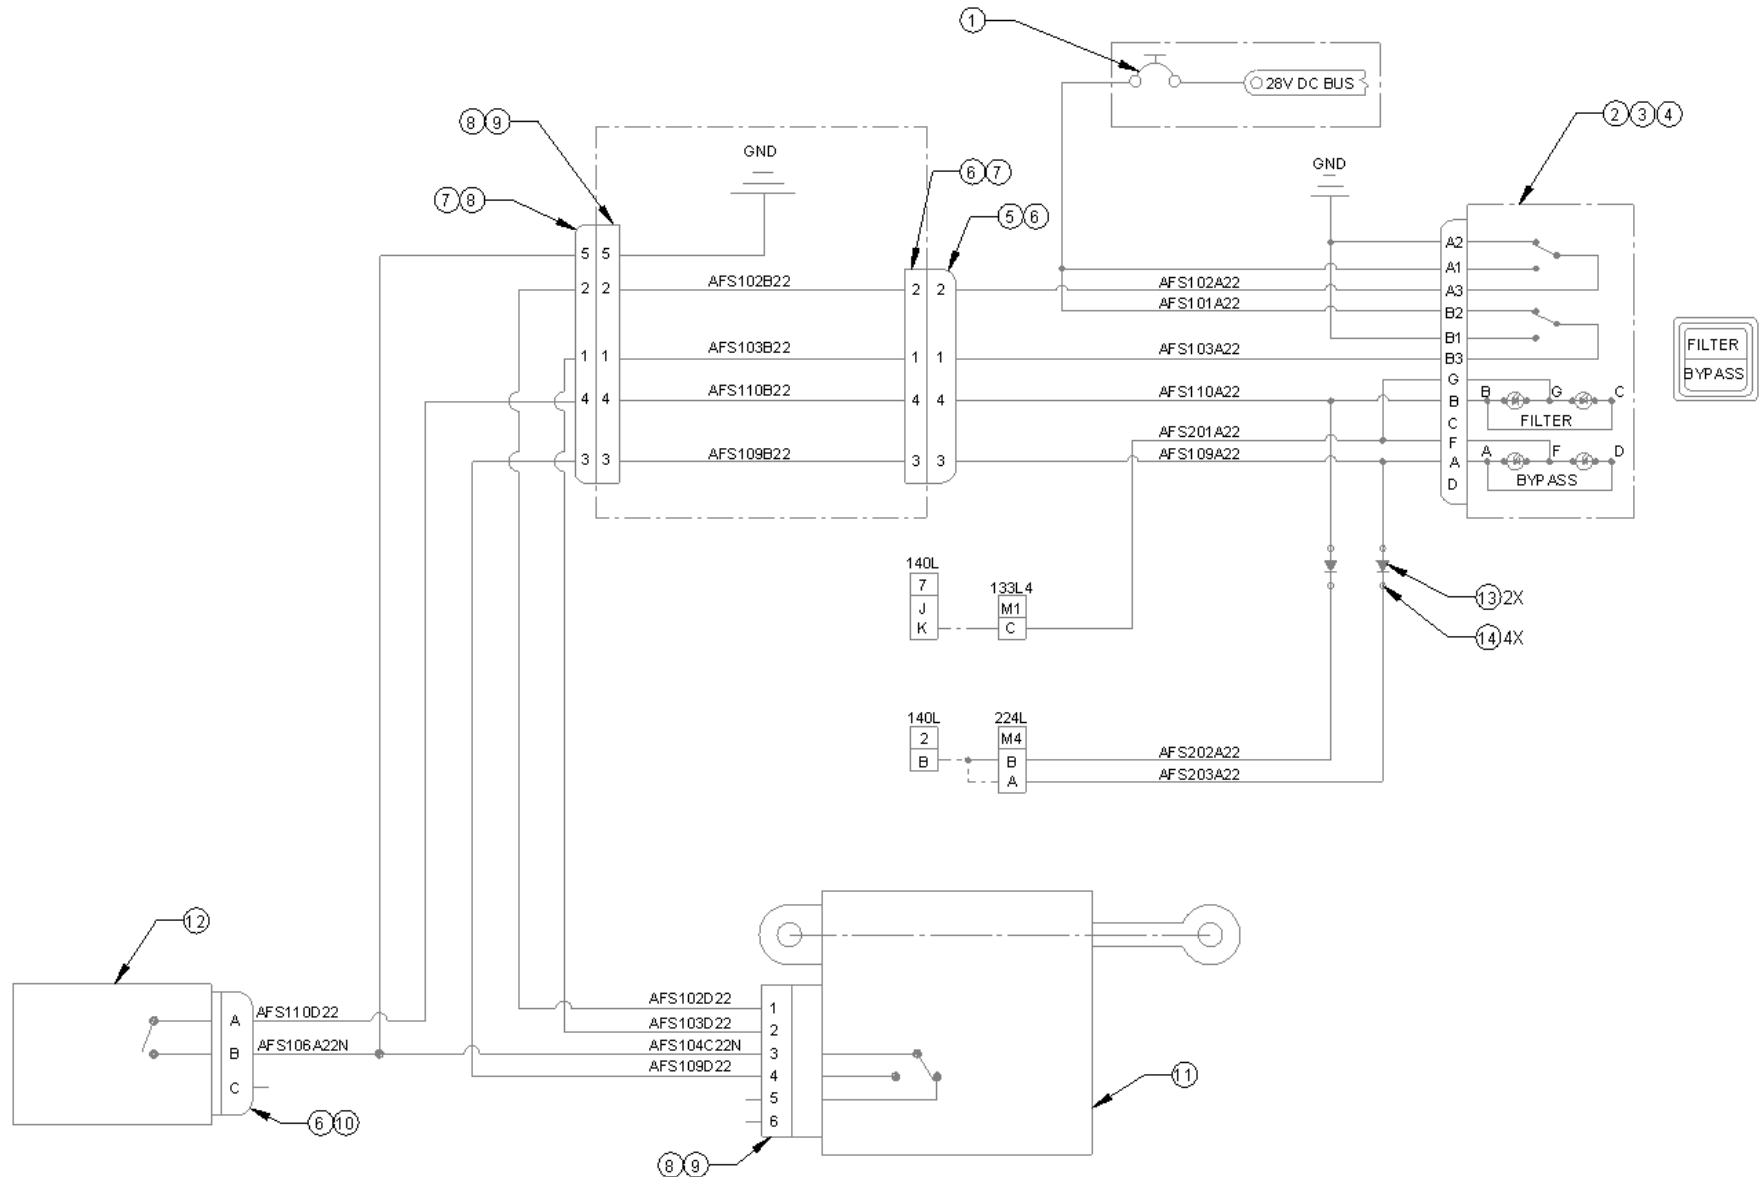 1
28V DC BUS
8 9
2 3 4
GND
GND
6 7
7 8
5 6
5 5
A2
A1
2 2 AFS102B22 2 2 AFS102A22 A3
AFS101A22 B2
B1
FILTER
BYPASS
1 1 AFS103B22 1 1 AFS103A22 B3
G
4 4 AFS110B22 4 4 AFS110A22 B
B G C
FILTER
C
AFS201A22 F
3 3 AFS109B22 3 3 AFS109A22 A
A F D
BYPASS
D
140L
7
J
K
133L4
M1
C
13 2X
14 4X
140L
2
B
224L
M4
B AFS202A22
A AFS203A22
12
A AFS110D22
B AFS106A22N
C
6 10
AFS102D22 1
AFS103D22 2
AFS104C22N 3
AFS109D22 4
5
6
11
8 9